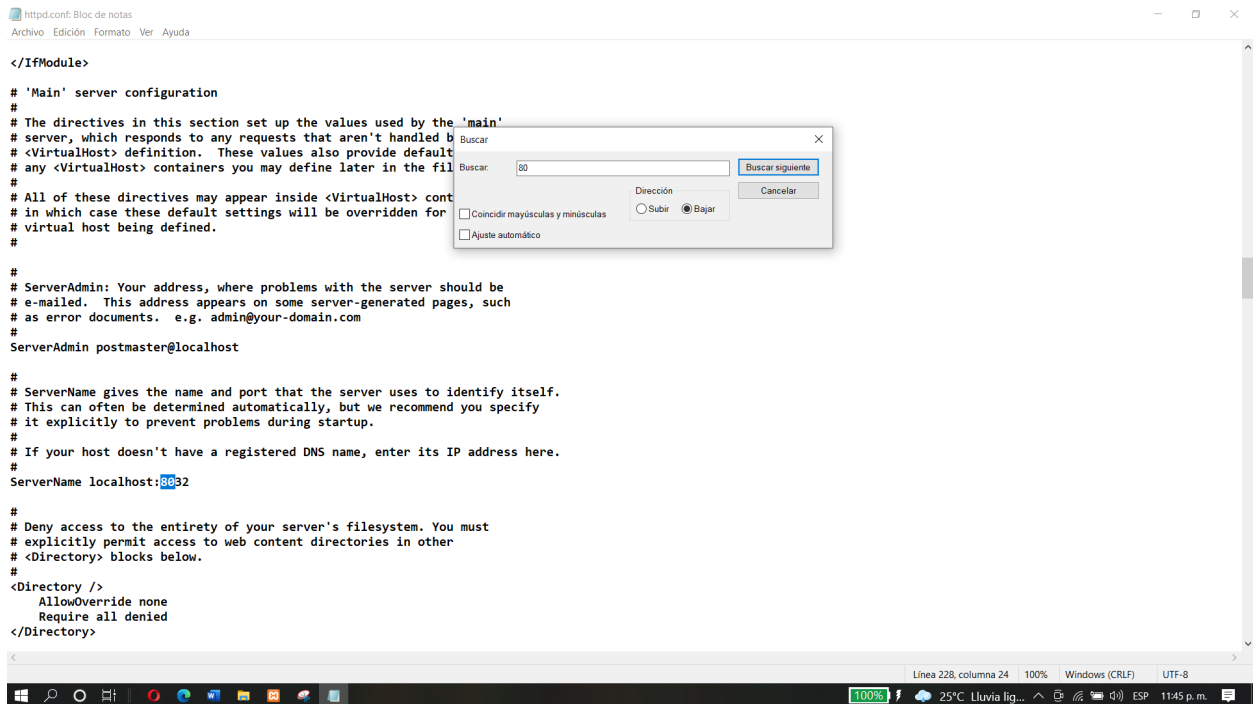 httpd.conf: Bloc de notas
Archivo Edición Formato Ver Ayuda
</IfModule>
# 'Main' server configuration
#
# The directives in this section set up the values used by the 'main'
# server, which responds to any requests that aren't handled b
# <VirtualHost> definition.  These values also provide default
# any <VirtualHost> containers you may define later in the fil
#
# All of these directives may appear inside <VirtualHost> cont
# in which case these default settings will be overridden for
# virtual host being defined.
#
Buscar
Buscar:
80
Buscar siguiente
Dirección
Cancelar
Subir
Bajar
Coincidir mayúsculas y minúsculas
Ajuste automático
#
# ServerAdmin: Your address, where problems with the server should be
# e-mailed.  This address appears on some server-generated pages, such
# as error documents.  e.g. admin@your-domain.com
#
ServerAdmin postmaster@localhost
#
# ServerName gives the name and port that the server uses to identify itself.
# This can often be determined automatically, but we recommend you specify
# it explicitly to prevent problems during startup.
#
# If your host doesn't have a registered DNS name, enter its IP address here.
#
ServerName localhost:8032
#
# Deny access to the entirety of your server's filesystem. You must
# explicitly permit access to web content directories in other
# <Directory> blocks below.
#
<Directory />
    AllowOverride none
    Require all denied
</Directory>
Línea 228, columna 24 100% Windows (CRLF) UTF-8
100% 25°C Lluvia lig... ESP 11:45 p. m.